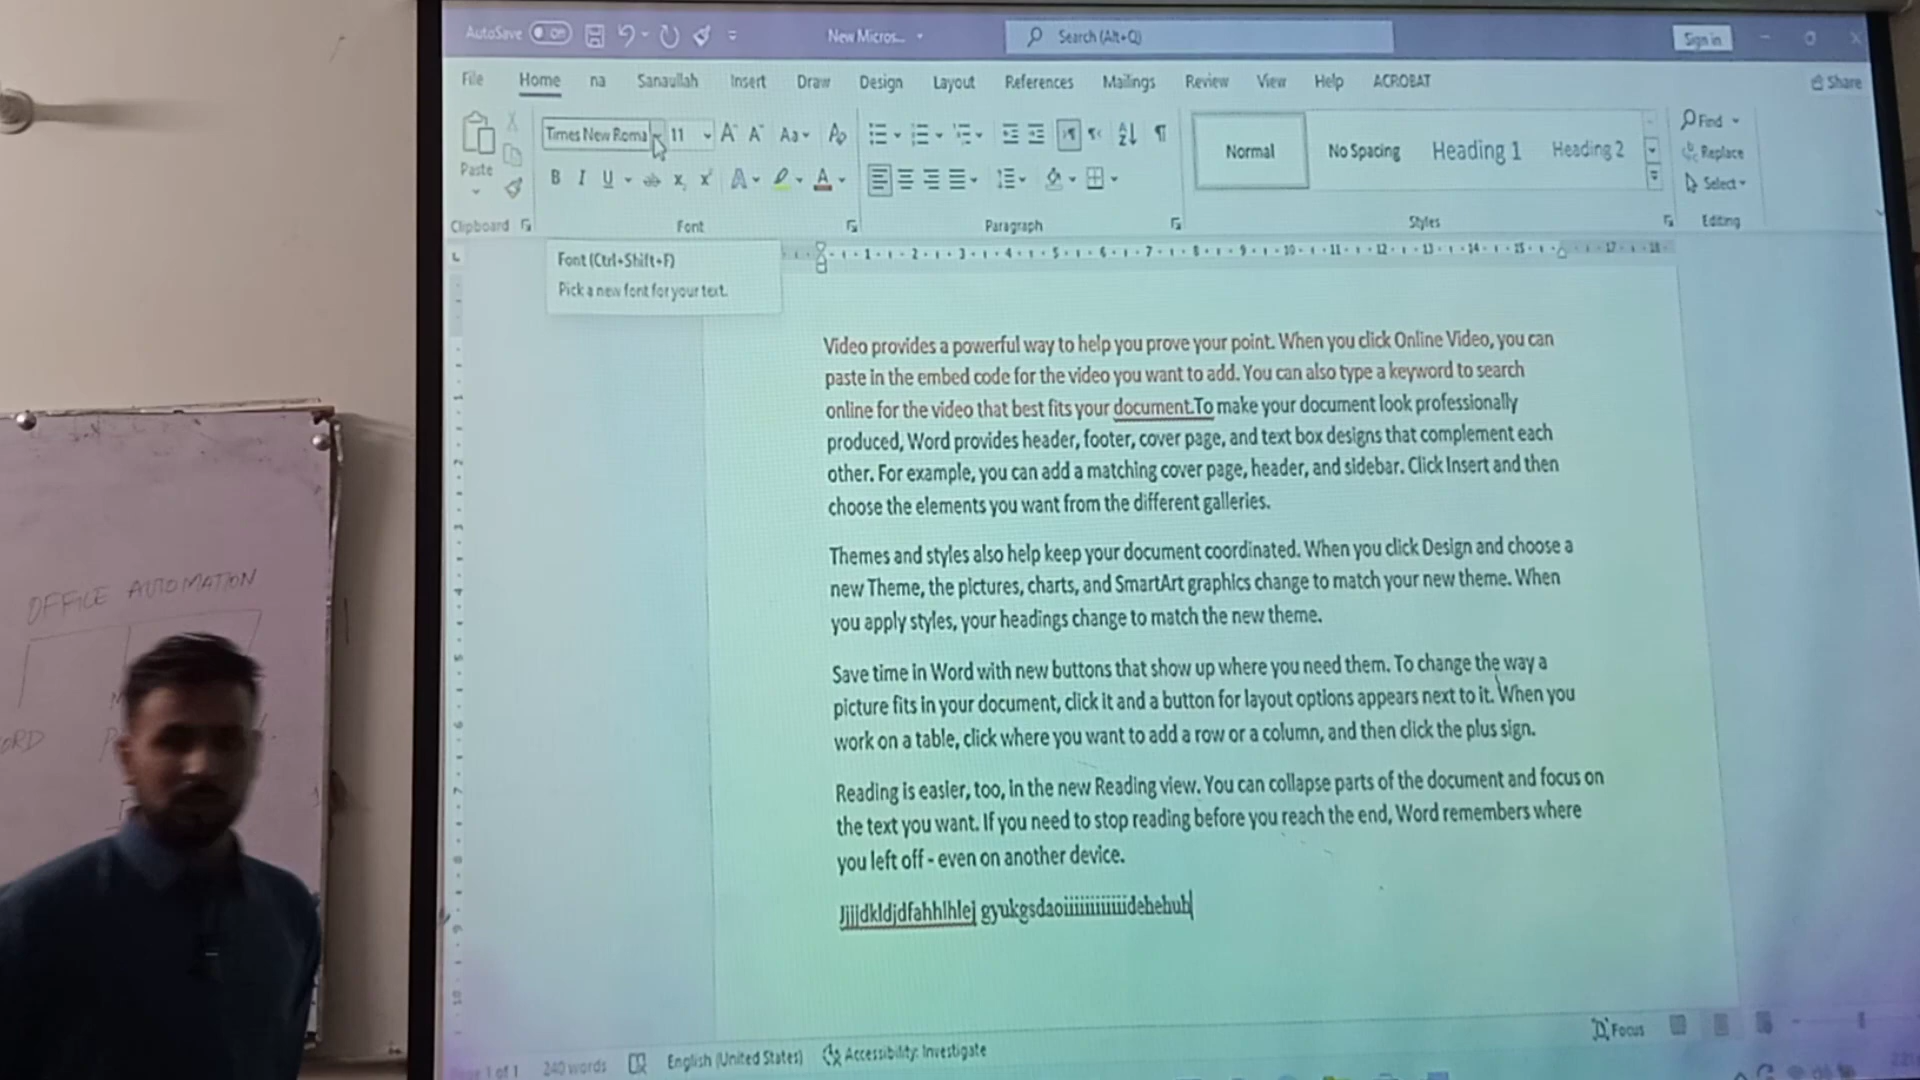 AutoSave Off New Micros... Search (Alt+Q) Sign in
File Home na Sanaullah Insert Draw Design Layout References Mailings Review View Help ACROBAT Share
Paste
Times New Roma 11
Normal No Spacing Heading 1 Heading 2
Find
Replace
Select
Clipboard Font Paragraph Styles Editing
Font (Ctrl+Shift+F)
Pick a new font for your text.
Video provides a powerful way to help you prove your point. When you click Online Video, you can
paste in the embed code for the video you want to add. You can also type a keyword to search
online for the video that best fits your document.To make your document look professionally
produced, Word provides header, footer, cover page, and text box designs that complement each
other. For example, you can add a matching cover page, header, and sidebar. Click Insert and then
choose the elements you want from the different galleries.
Themes and styles also help keep your document coordinated. When you click Design and choose a
new Theme, the pictures, charts, and SmartArt graphics change to match your new theme. When
you apply styles, your headings change to match the new theme.
Save time in Word with new buttons that show up where you need them. To change the way a
picture fits in your document, click it and a button for layout options appears next to it. When you
work on a table, click where you want to add a row or a column, and then click the plus sign.
Reading is easier, too, in the new Reading view. You can collapse parts of the document and focus on
the text you want. If you need to stop reading before you reach the end, Word remembers where
you left off - even on another device.
Page 1 of 1 240 words English (United States) Accessibility: Investigate Focus
OFFICE AUTOMATION